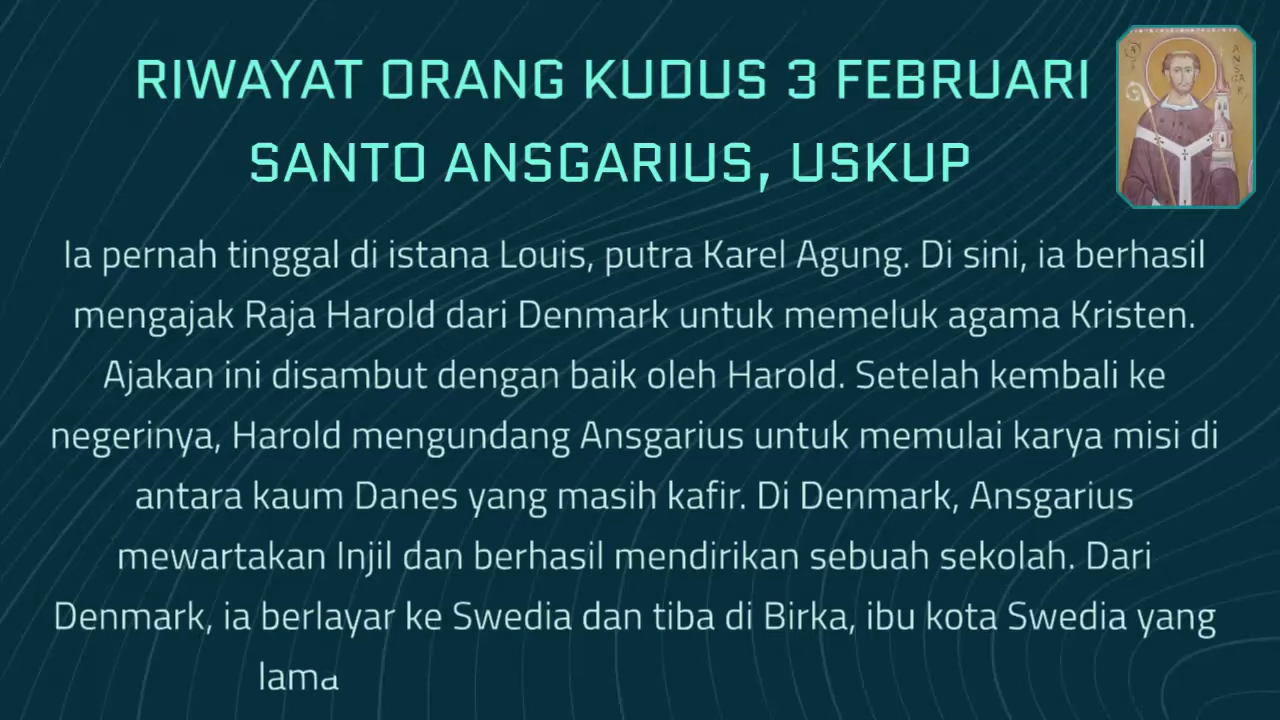 RIWAYAT ORANG KUDUS 3 FEBRUARI
SANTO ANSGARIUS, USKUP
Ia pernah tinggal di istana Louis, putra Karel Agung. Di sini, ia berhasil
mengajak Raja Harold dari Denmark untuk memeluk agama Kristen.
Ajakan ini disambut dengan baik oleh Harold. Setelah kembali ke
negerinya, Harold mengundang Ansgarius untuk memulai karya misi di
antara kaum Danes yang masih kafir. Di Denmark, Ansgarius
mewartakan Injil dan berhasil mendirikan sebuah sekolah. Dari
Denmark, ia berlayar ke Swedia dan tiba di Birka, ibu kota Swedia yang
lama